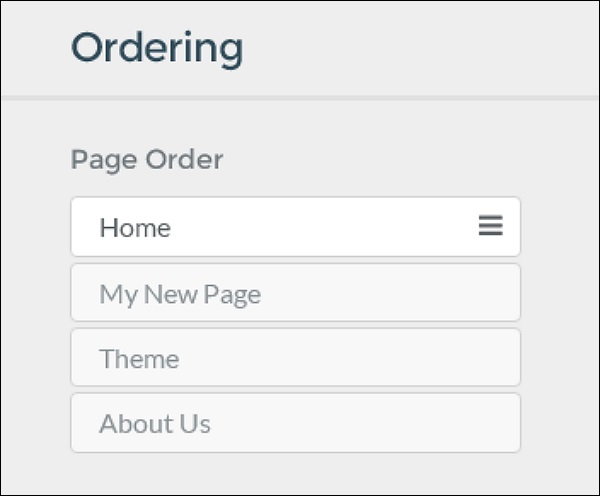 Ordering
Page Order
Home
My New Page
Theme
About Us